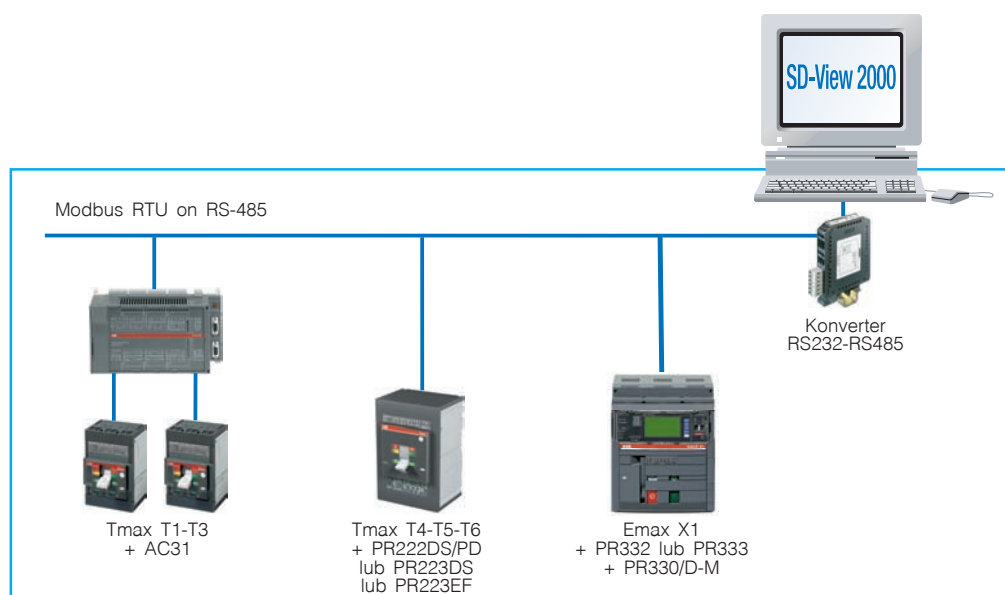 SD-View 2000
Modbus RTU on RS-485
Konverter
RS232-RS485
Tmax T1-T3
+ AC31
Tmax T4-T5-T6
+ PR222DS/PD
lub PR223DS
lub PR223EF
Emax X1
+ PR332 lub PR333
+ PR330/D-M